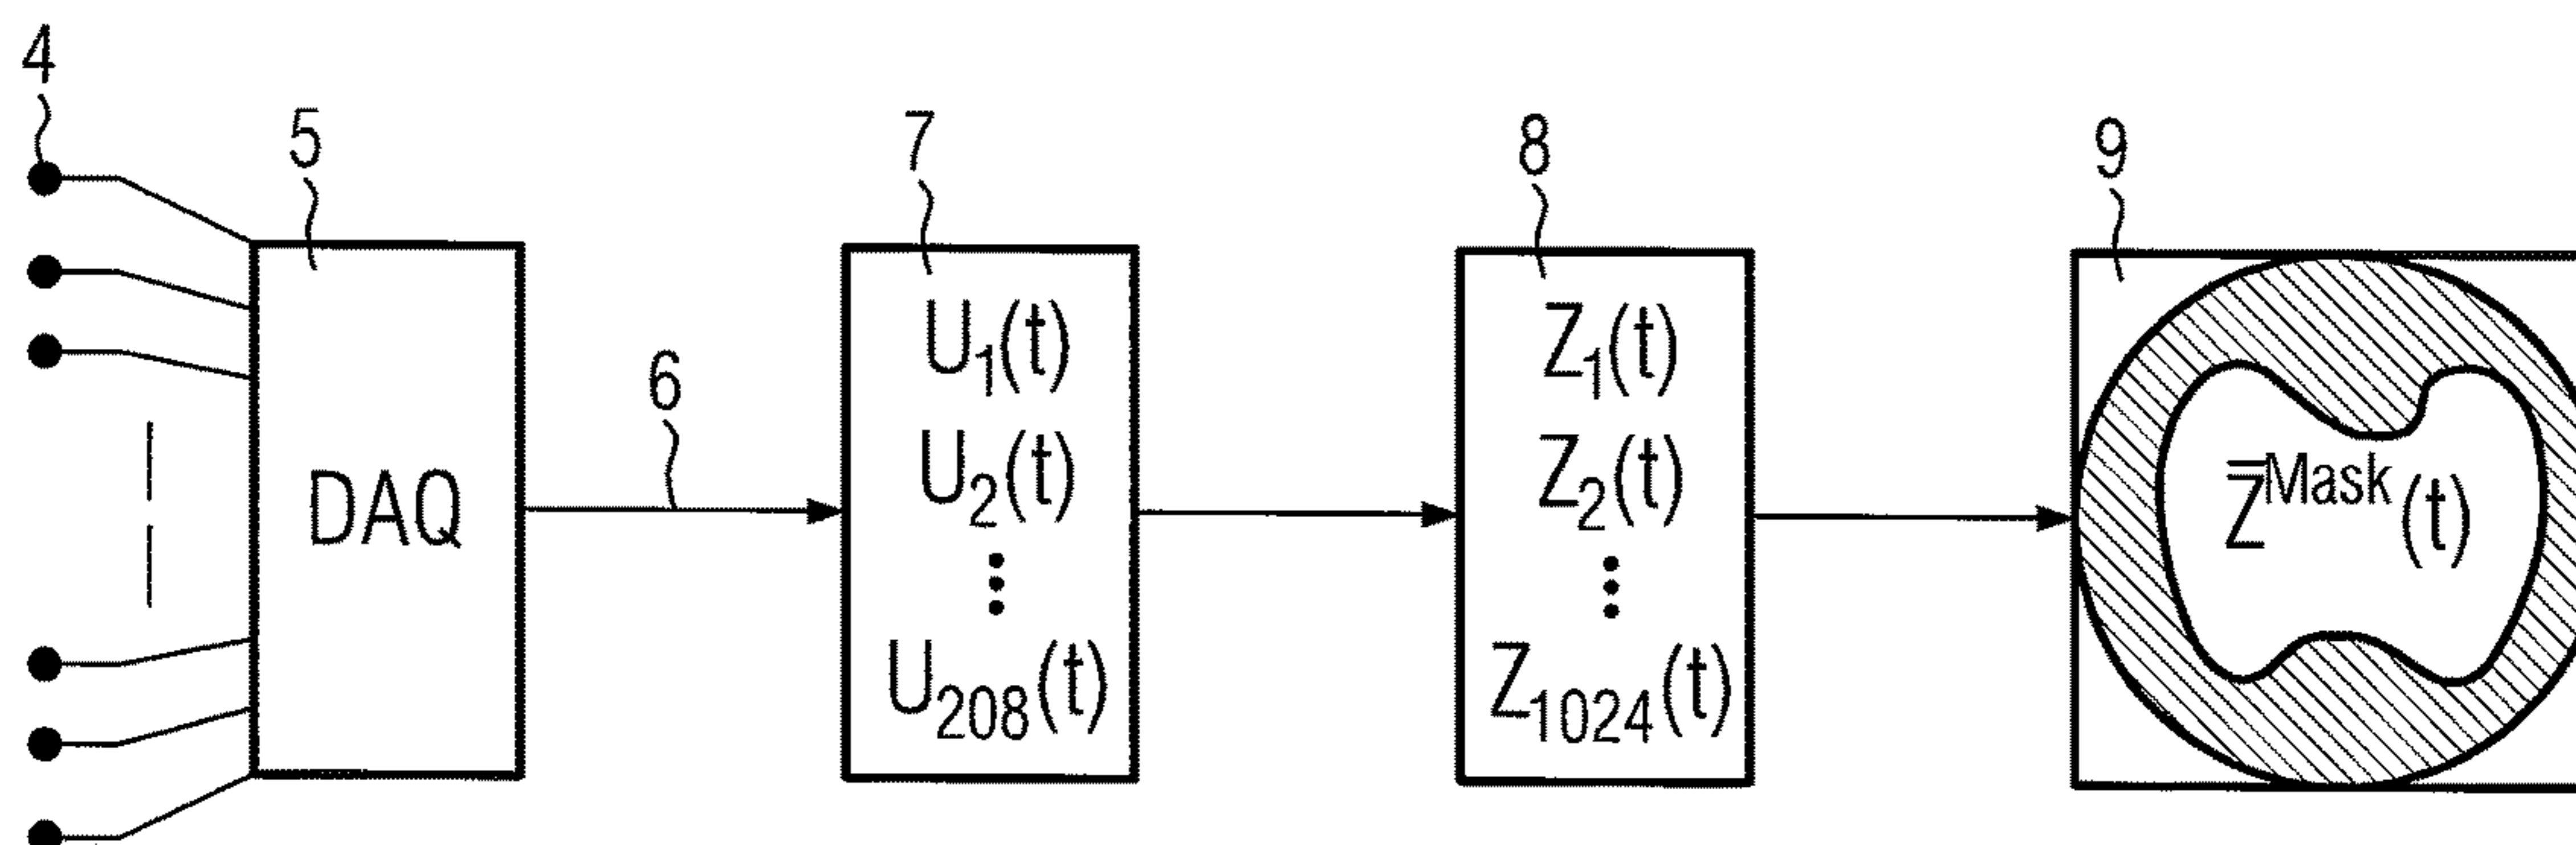 4
5
7
8
9
6
DAQ
U₁(t)
U₂(t)
⋮
U₂₀₈(t)
Z₁(t)
Z₂(t)
⋮
Z₁₀₂₄(t)
Z̿ᴹᵃˢᵏ(t)